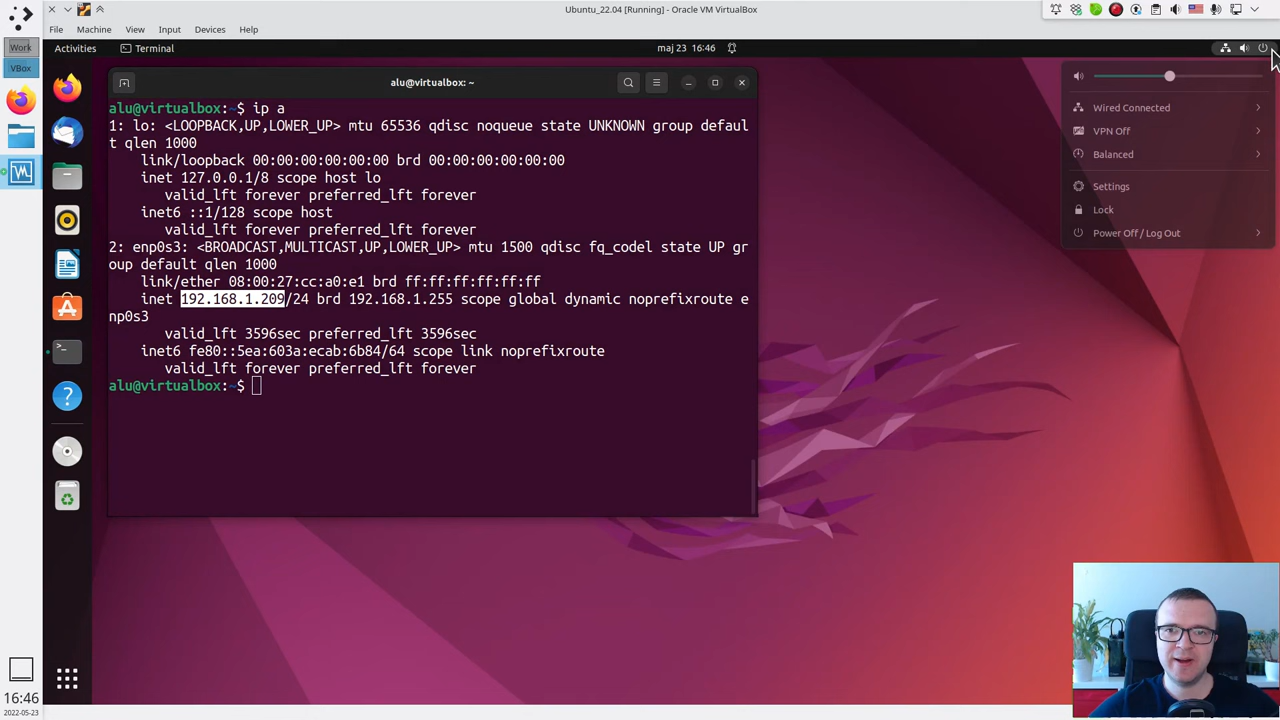 Ubuntu_22.04 [Running] - Oracle VM VirtualBox
File Machine View Input Devices Help
Work
VBox
Activities Terminal maj 23 16:46
alu@virtualbox: ~
alu@virtualbox:~$ ip a
1: lo: <LOOPBACK,UP,LOWER_UP> mtu 65536 qdisc noqueue state UNKNOWN group defaul
t qlen 1000
link/loopback 00:00:00:00:00:00 brd 00:00:00:00:00:00
inet 127.0.0.1/8 scope host lo
valid_lft forever preferred_lft forever
inet6 ::1/128 scope host
valid_lft forever preferred_lft forever
2: enp0s3: <BROADCAST,MULTICAST,UP,LOWER_UP> mtu 1500 qdisc fq_codel state UP gr
oup default qlen 1000
link/ether 08:00:27:cc:a0:e1 brd ff:ff:ff:ff:ff:ff
inet 192.168.1.209/24 brd 192.168.1.255 scope global dynamic noprefixroute e
np0s3
valid_lft 3596sec preferred_lft 3596sec
inet6 fe80::5ea:603a:ecab:6b84/64 scope link noprefixroute
valid_lft forever preferred_lft forever
alu@virtualbox:~$
Wired Connected
VPN Off
Balanced
Settings
Lock
Power Off / Log Out
16:46
2022-05-23